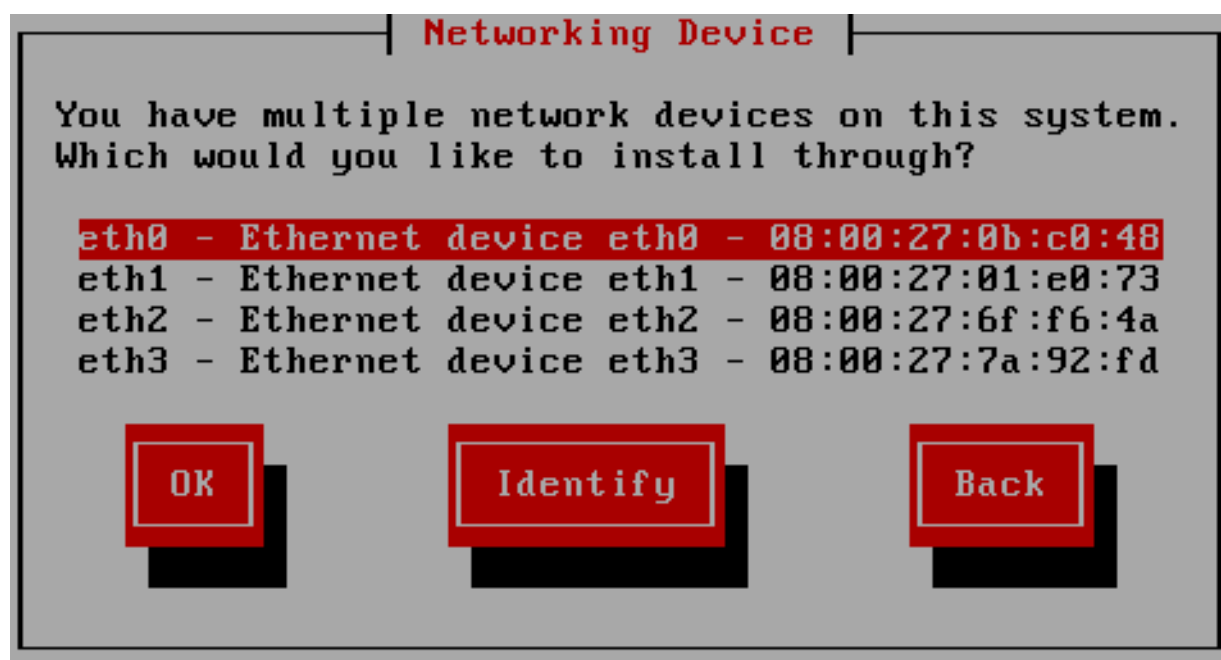 Networking Device
You have multiple network devices on this system.
Which would you like to install through?
eth0 - Ethernet device eth0 - 08:00:27:0b:c0:48
eth1 - Ethernet device eth1 - 08:00:27:01:e0:73
eth2 - Ethernet device eth2 - 08:00:27:6f:f6:4a
eth3 - Ethernet device eth3 - 08:00:27:7a:92:fd
OK Identify Back